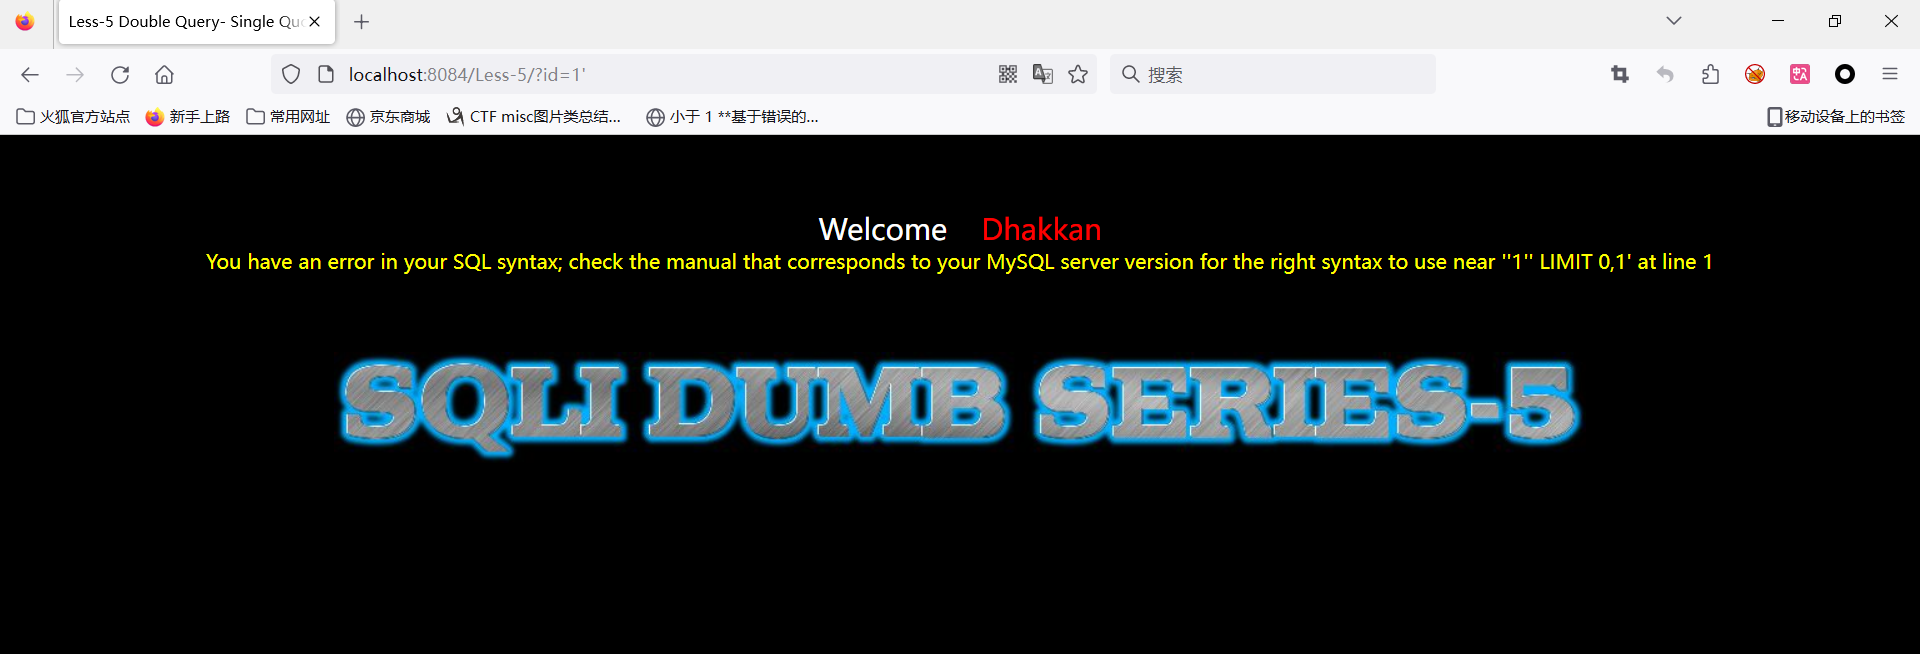 Less-5 Double Query- Single Quo
localhost:8084/Less-5/?id=1'
搜索
火狐官方站点
新手上路
常用网址
京东商城
CTF misc图片类总结...
小于 1 **基于错误的...
移动设备上的书签
Welcome Dhakkan
You have an error in your SQL syntax; check the manual that corresponds to your MySQL server version for the right syntax to use near ''1'' LIMIT 0,1' at line 1
SQLI DUMB SERIES-5